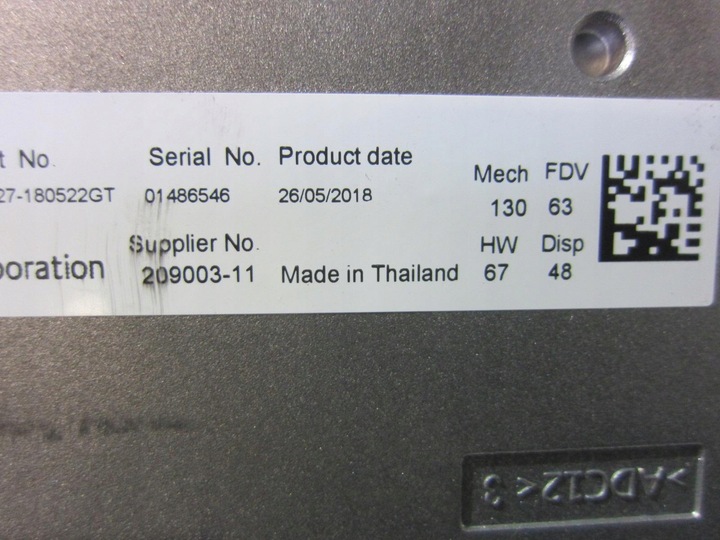 t No. Serial No. Product date Mech FDV
27-180522GT 01486546 26/05/2018 130 63
Supplier No. HW Disp
poration 209003-11 Made in Thailand 67 48
>ADC12< 3